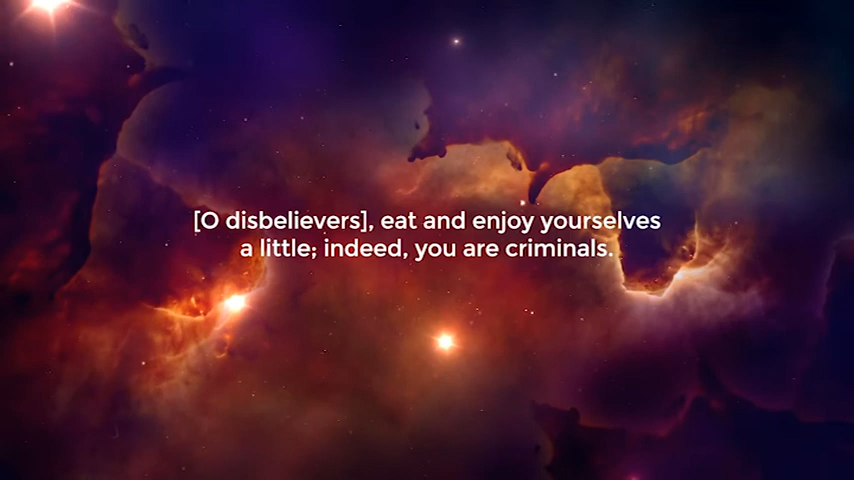 [O disbelievers], eat and enjoy yourselves
a little; indeed, you are criminals.